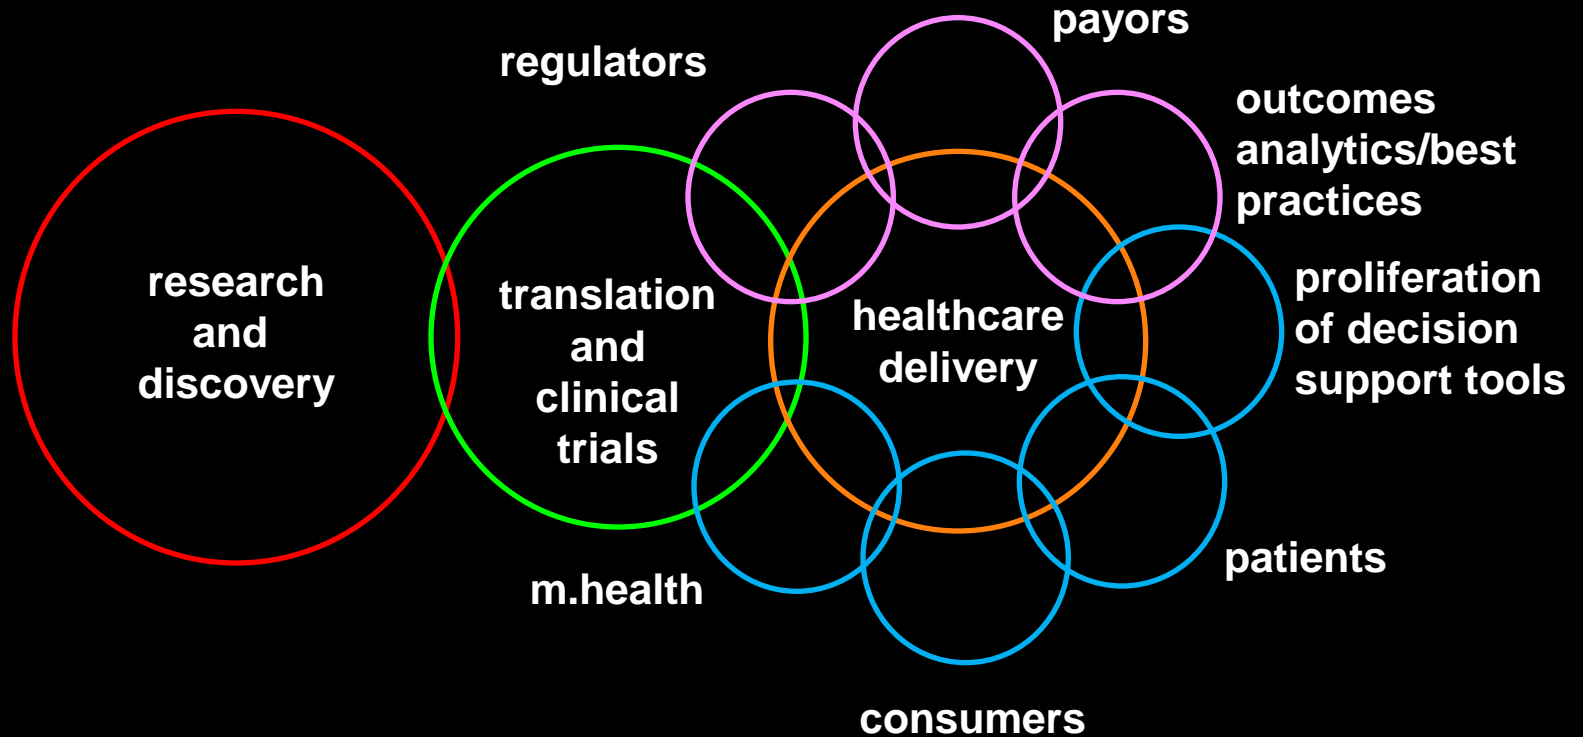 payors
regulators
outcomes
analytics/best
practices
research
and
discovery
translation
and
clinical
trials
healthcare
delivery
proliferation
of decision
support tools
m.health
patients
consumers